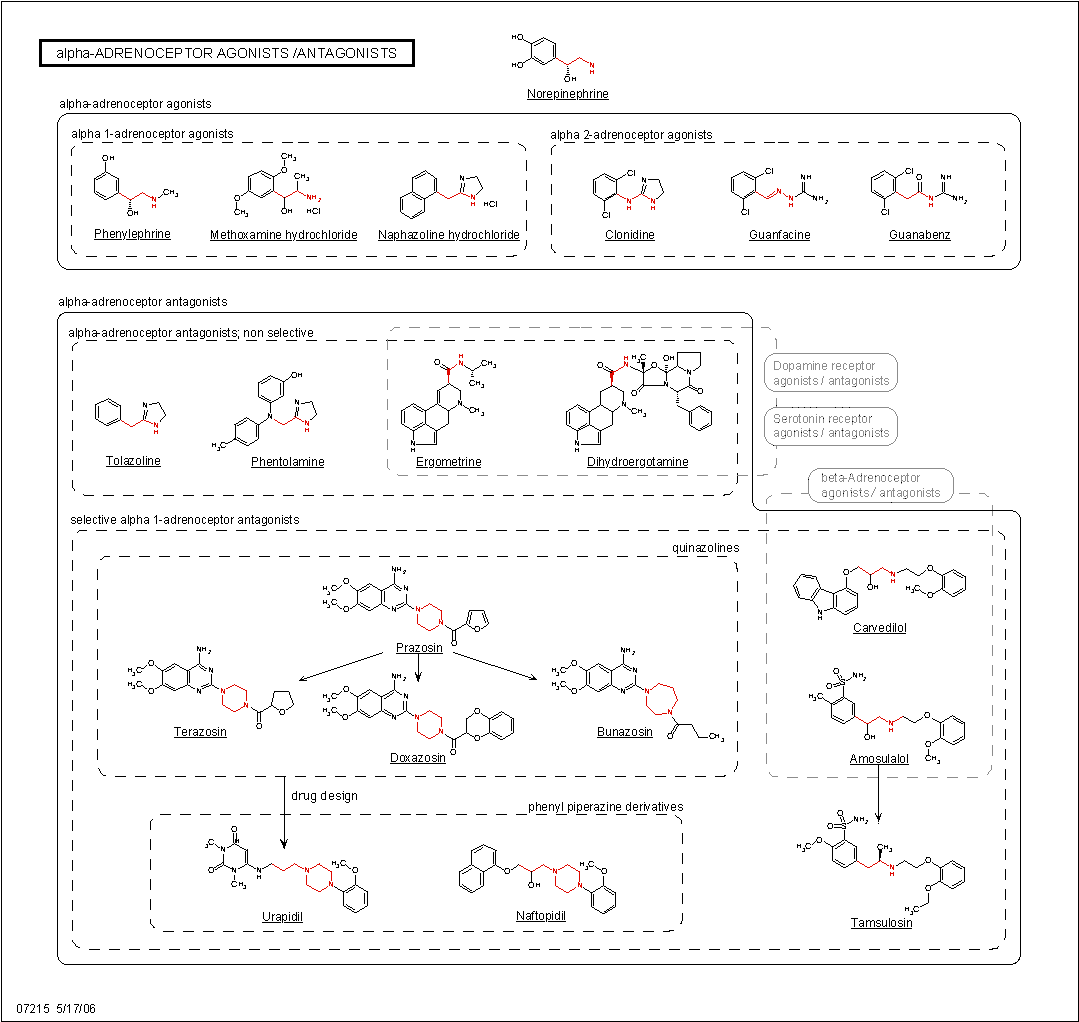 alpha-ADRENOCEPTOR AGONISTS /ANTAGONISTS
Norepinephrine
alpha-adrenoceptor agonists
alpha 1-adrenoceptor agonists
alpha 2-adrenoceptor agonists
Phenylephrine
Methoxamine hydrochloride
Naphazoline hydrochloride
Clonidine
Guanfacine
Guanabenz
alpha-adrenoceptor antagonists
alpha-adrenoceptor antagonists; non selective
Dopamine receptor
agonists / antagonists
Serotonin receptor
agonists / antagonists
Tolazoline
Phentolamine
Ergometrine
Dihydroergotamine
beta-Adrenoceptor
agonists / antagonists
selective alpha 1-adrenoceptor antagonists
quinazolines
Prazosin
Carvedilol
Terazosin
Doxazosin
Bunazosin
Amosulalol
drug design
phenyl piperazine derivatives
Urapidil
Naftopidil
Tamsulosin
07215 5/17/06